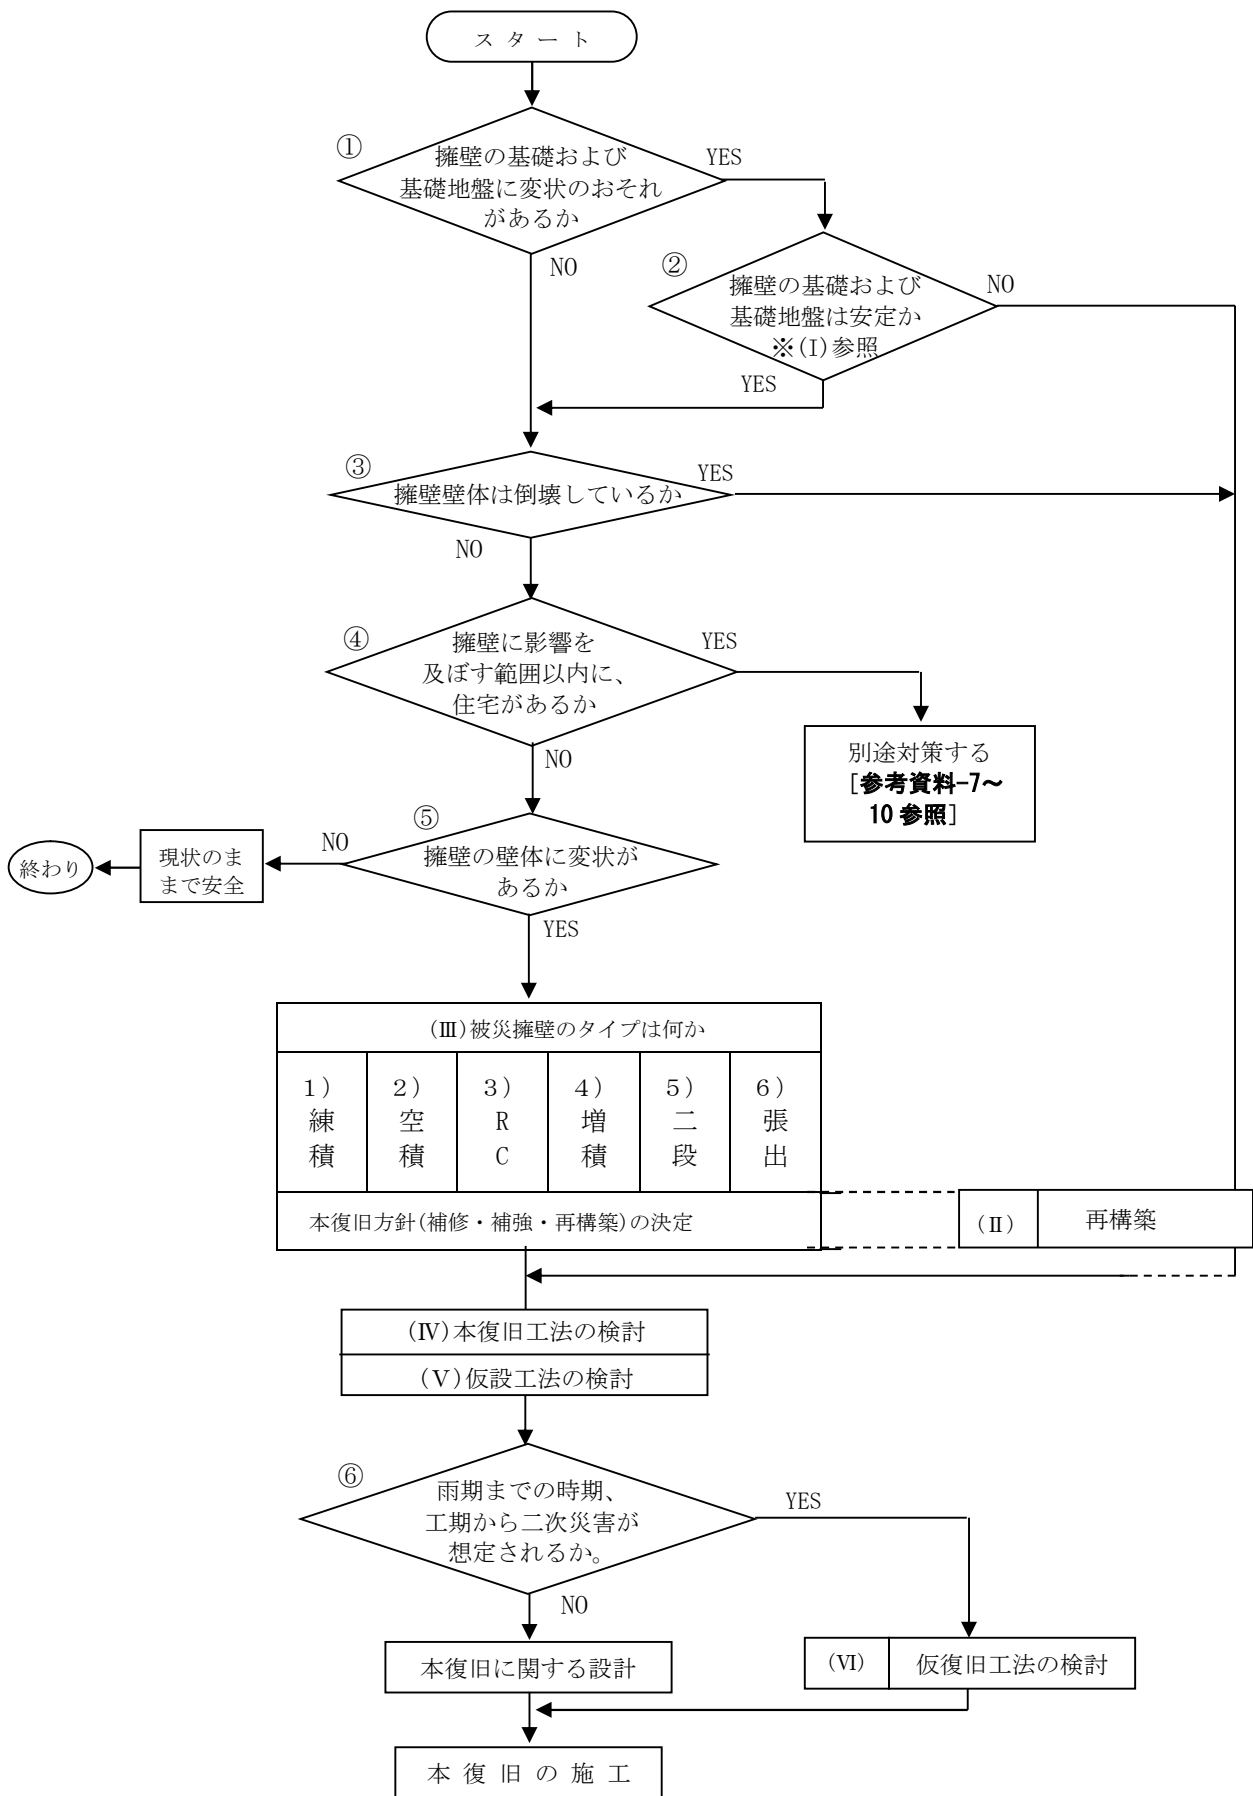 スタート
①
擁壁の基礎および
基礎地盤に変状のおそれ
があるか
YES
NO
②
擁壁の基礎および
基礎地盤は安定か
※(I)参照
NO
YES
③
擁壁壁体は倒壊しているか
YES
NO
④
擁壁に影響を
及ぼす範囲以内に、
住宅があるか
YES
NO
別途対策する
[参考資料-7～
10 参照]
⑤
擁壁の壁体に変状が
あるか
NO
現状のま
まで安全
終わり
YES
(Ⅲ)被災擁壁のタイプは何か
1)
練
積
2)
空
積
3)
R
C
4)
増
積
5)
二
段
6)
張
出
本復旧方針(補修・補強・再構築)の決定
(Ⅱ)
再構築
(Ⅳ)本復旧工法の検討
(Ⅴ)仮設工法の検討
⑥
雨期までの時期、
工期から二次災害が
想定されるか。
YES
NO
本復旧に関する設計
(Ⅵ)
仮復旧工法の検討
本復旧の施工